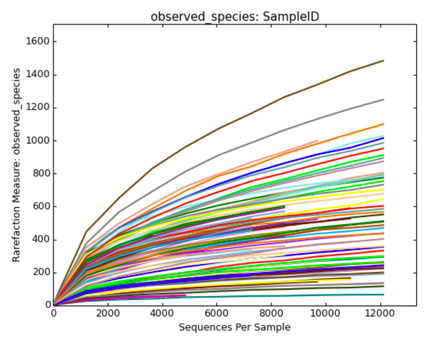 observed_species: SampleID
1600
1400
1200
1000
800
600
400
200
0
Rarefaction Measure: observed_species
0 2000 4000 6000 8000 10000 12000
Sequences Per Sample